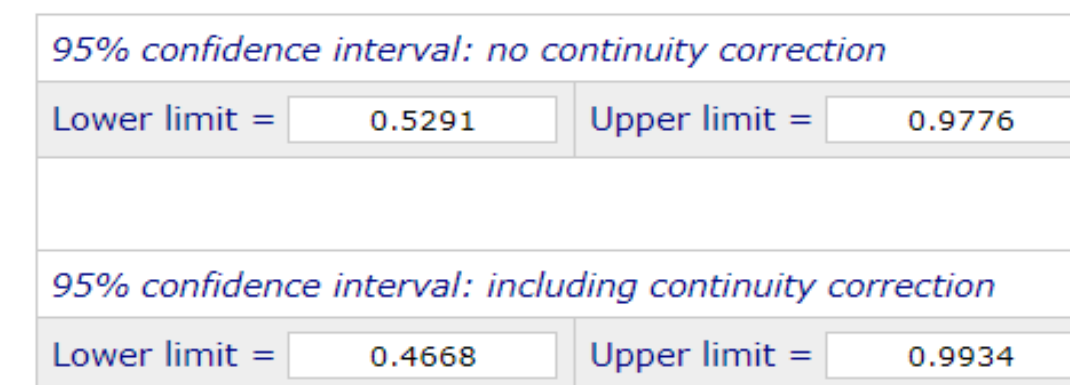 95% confidence interval: no continuity correction
Lower limit = 0.5291 Upper limit = 0.9776
95% confidence interval: including continuity correction
Lower limit = 0.4668 Upper limit = 0.9934